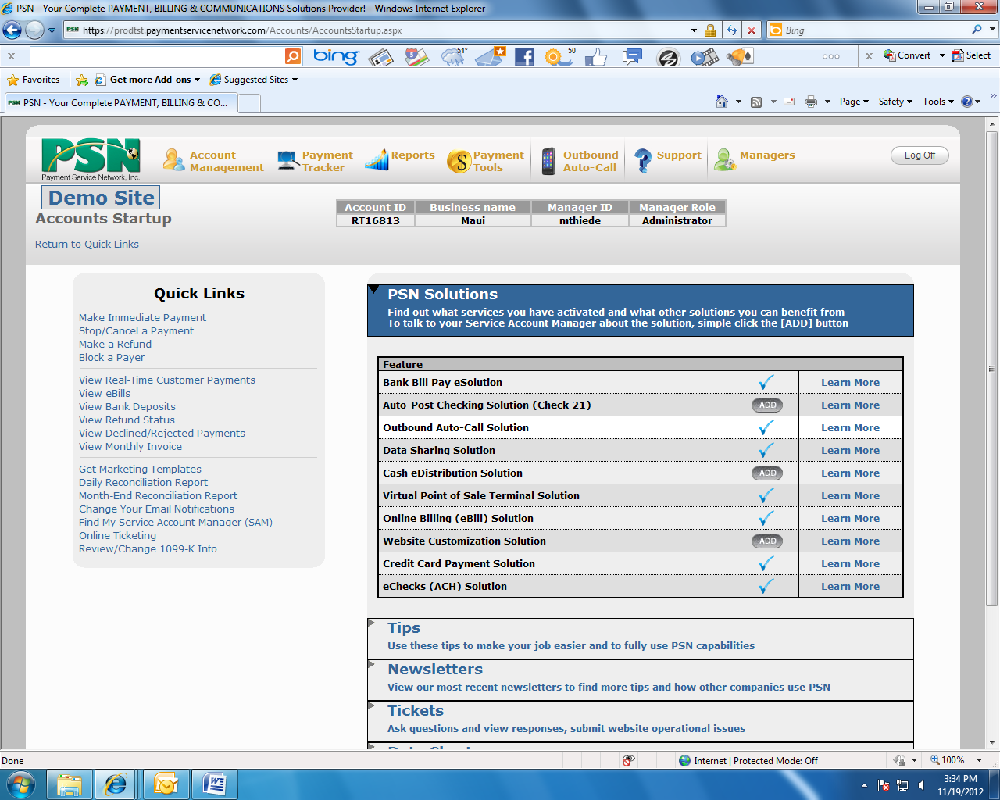 PSN - Your Complete PAYMENT, BILLING & COMMUNICATIONS Solutions Provider! - Windows Internet Explorer
https://prodtst.paymentservicenetwork.com/Accounts/AccountsStartup.aspx
Bing
bing
51°
50
Convert
Select
Favorites
Get more Add-ons
Suggested Sites
PSN - Your Complete PAYMENT, BILLING & CO...
Page
Safety
Tools
PSN
Payment Service Network, Inc.
Account Management
Payment Tracker
Reports
Payment Tools
Outbound Auto-Call
Support
Managers
Log Off
Demo Site
Accounts Startup
Return to Quick Links
Account ID Business name Manager ID Manager Role
RT16813 Maui mthiede Administrator
Quick Links
Make Immediate Payment
Stop/Cancel a Payment
Make a Refund
Block a Payer
View Real-Time Customer Payments
View eBills
View Bank Deposits
View Refund Status
View Declined/Rejected Payments
View Monthly Invoice
Get Marketing Templates
Daily Reconciliation Report
Month-End Reconciliation Report
Change Your Email Notifications
Find My Service Account Manager (SAM)
Online Ticketing
Review/Change 1099-K Info
PSN Solutions
Find out what services you have activated and what other solutions you can benefit from
To talk to your Service Account Manager about the solution, simple click the [ADD] button
Feature
Bank Bill Pay eSolution Learn More
Auto-Post Checking Solution (Check 21) ADD Learn More
Outbound Auto-Call Solution Learn More
Data Sharing Solution Learn More
Cash eDistribution Solution ADD Learn More
Virtual Point of Sale Terminal Solution Learn More
Online Billing (eBill) Solution Learn More
Website Customization Solution ADD Learn More
Credit Card Payment Solution Learn More
eChecks (ACH) Solution Learn More
Tips
Use these tips to make your job easier and to fully use PSN capabilities
Newsletters
View our most recent newsletters to find more tips and how other companies use PSN
Tickets
Ask questions and view responses, submit website operational issues
Done
Internet | Protected Mode: Off
100%
3:34 PM
11/19/2012